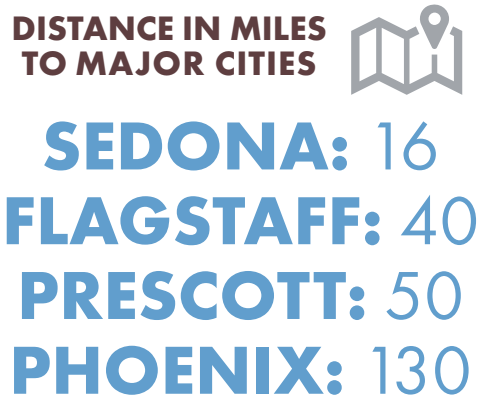 DISTANCE IN MILES
TO MAJOR CITIES
SEDONA: 16
FLAGSTAFF: 40
PRESCOTT: 50
PHOENIX: 130